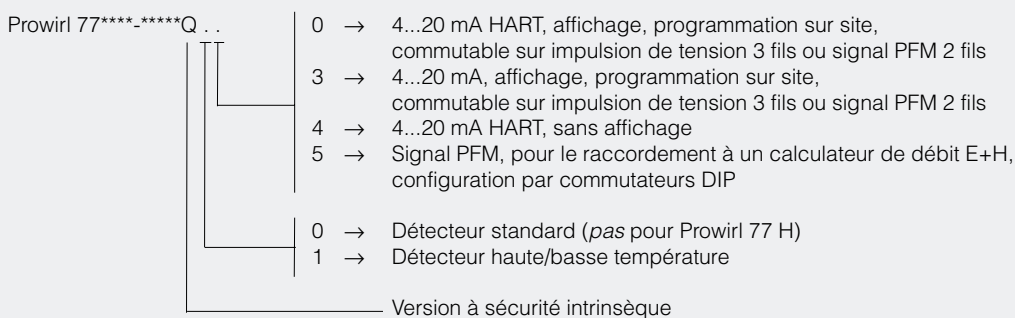 Prowirl 77****-*****Q . .
0 → 4...20 mA HART, affichage, programmation sur site,
commutable sur impulsion de tension 3 fils ou signal PFM 2 fils
3 → 4...20 mA, affichage, programmation sur site,
commutable sur impulsion de tension 3 fils ou signal PFM 2 fils
4 → 4...20 mA HART, sans affichage
5 → Signal PFM, pour le raccordement à un calculateur de débit E+H,
configuration par commutateurs DIP
0 → Détecteur standard (pas pour Prowirl 77 H)
1 → Détecteur haute/basse température
Version à sécurité intrinsèque